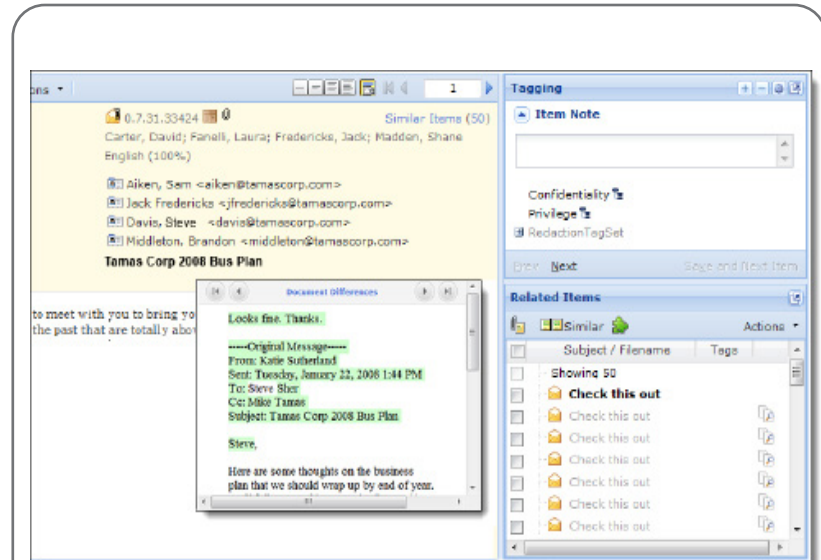 ons
1
0.7.31.33424
Similar Items (50)
Carter, David; Fanelli, Laura; Fredericks, Jack; Madden, Shane
English (100%)
Aiken, Sam <aiken@tamascorp.com>
Jack Fredericks <jfredericks@tamascorp.com>
Davis, Steve <davis@tamascorp.com>
Middleton, Brandon <middleton@tamascorp.com>
Tamas Corp 2008 Bus Plan
to meet with you to bring yo
the past that are totally abov
Document Differences
Looks fine. Thanks.
-----Original Message-----
From: Katie Sutherland
Sent: Tuesday, January 22, 2008 1:44 PM
To: Steve Sher
Cc: Mike Tamas
Subject: Tamas Corp 2008 Bus Plan
Steve,
Here are some thoughts on the business
plan that we should wrap up by end of year.
Tagging
Item Note
Confidentiality
Privilege
RedactionTagSet
Prev Next Save and Next Item
Related Items
Similar Actions
Subject / Filename Tags
Showing 50
Check this out
Check this out
Check this out
Check this out
Check this out
Check this out
Check this out